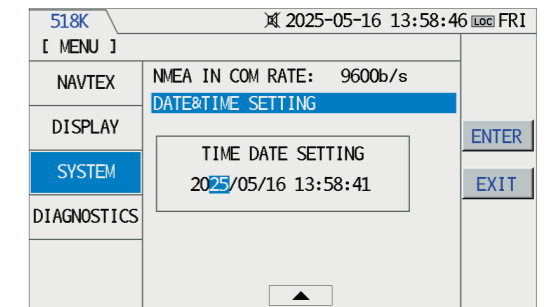 518K 2025-05-16 13:58:46 LOC FRI
[ MENU ]
NAVTEX
DISPLAY
SYSTEM
DIAGNOSTICS
NMEA IN COM RATE: 9600b/s
DATE&TIME SETTING
TIME DATE SETTING
2025/05/16 13:58:41
ENTER
EXIT